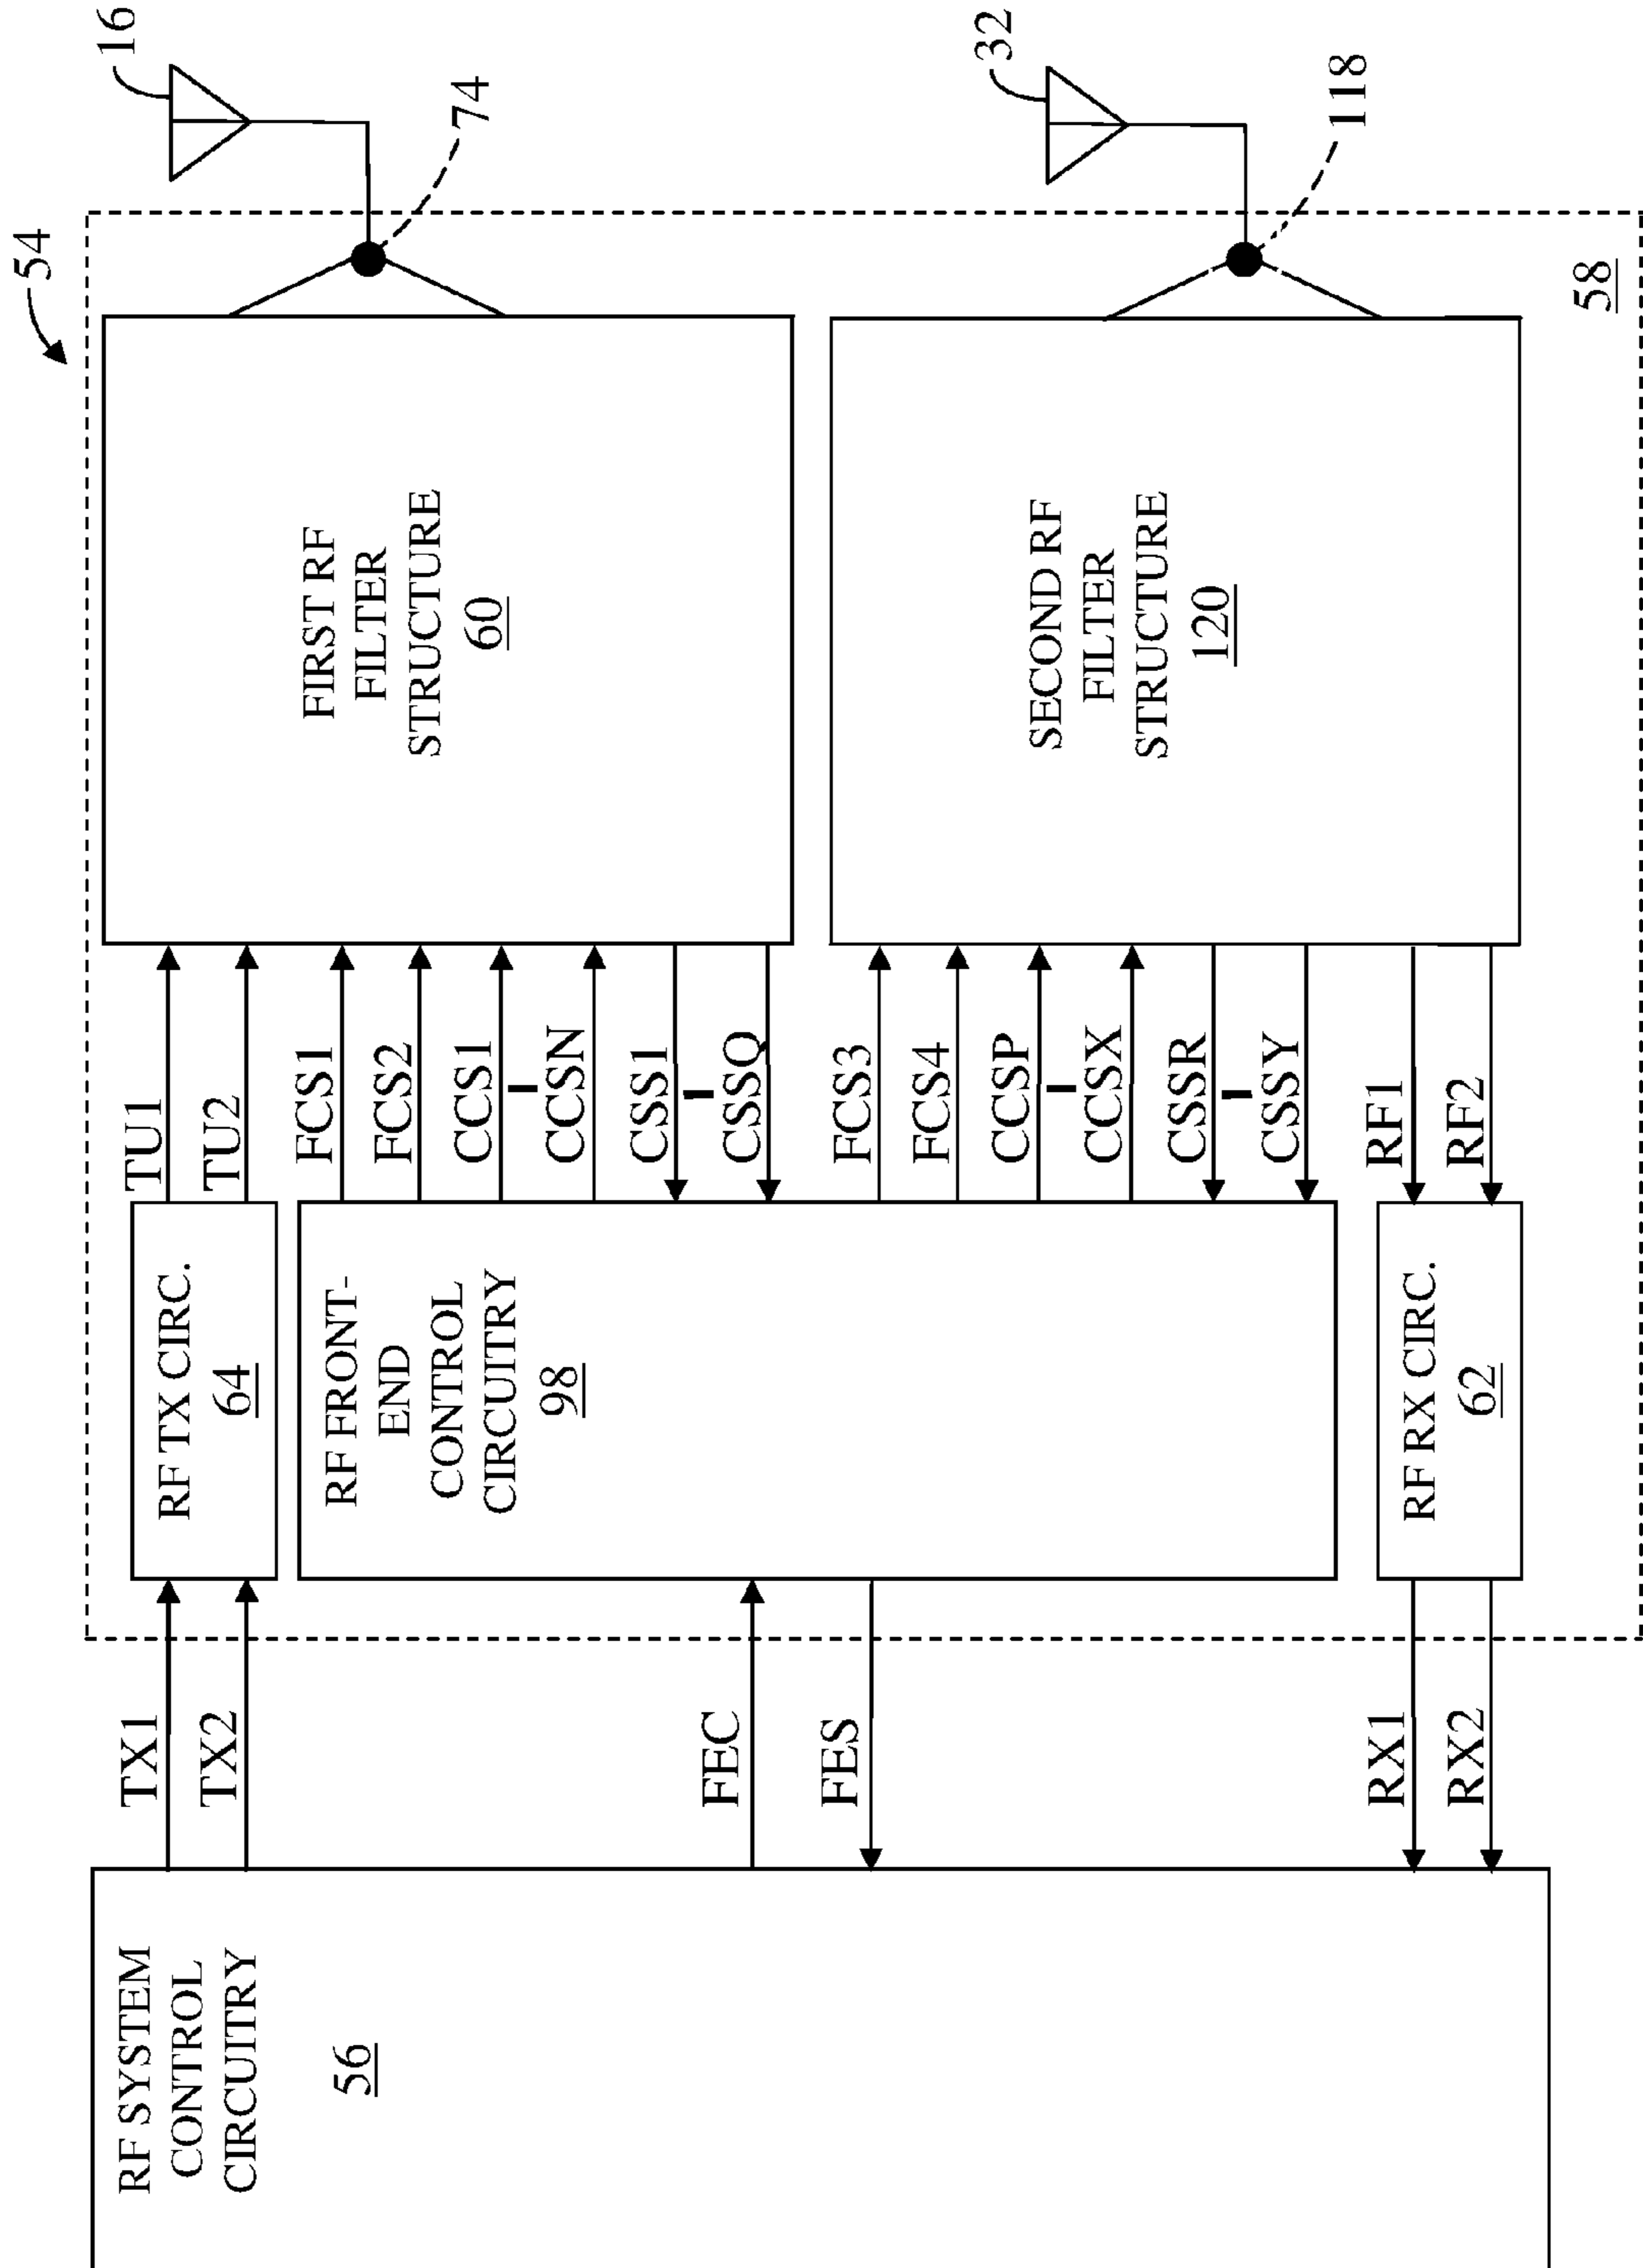 54
RF SYSTEM
CONTROL
CIRCUITRY
56
TX1
TX2
FEC
FES
RX1
RX2
RF TX CIRC.
64
RF FRONT-
END
CONTROL
CIRCUITRY
98
RF RX CIRC.
62
TU1
TU2
FCS1
FCS2
CCS1
-
CCSN
CSS1
-
CSSQ
FCS3
FCS4
CCSP
-
CCSX
CSSR
-
CSSY
RF1
RF2
FIRST RF
FILTER
STRUCTURE
60
SECOND RF
FILTER
STRUCTURE
120
16
74
32
118
58